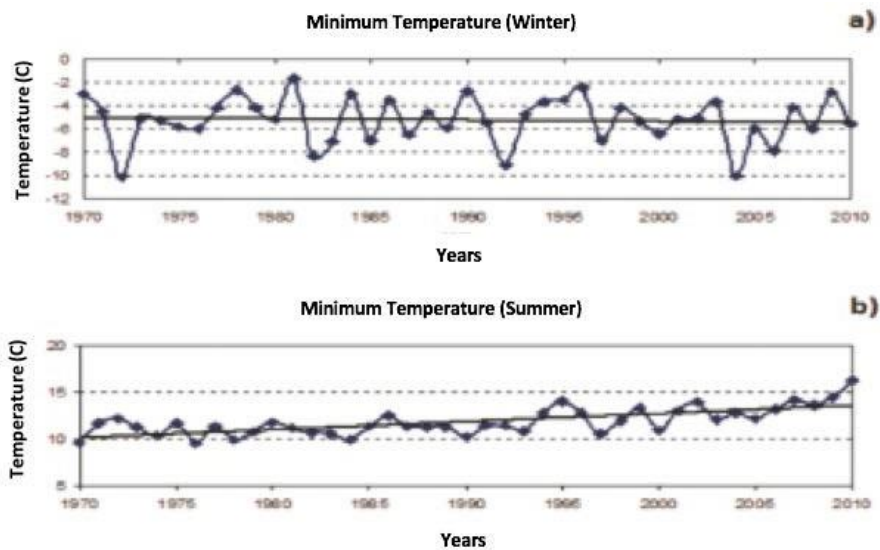 Minimum Temperature (Winter)
a)
Temperature (C)
0
-2
-4
-6
-8
-10
-12
1970 1975 1980 1985 1990 1995 2000 2005 2010
Years
Minimum Temperature (Summer)
b)
Temperature (C)
20
15
10
5
1970 1975 1980 1985 1990 1995 2000 2005 2010
Years